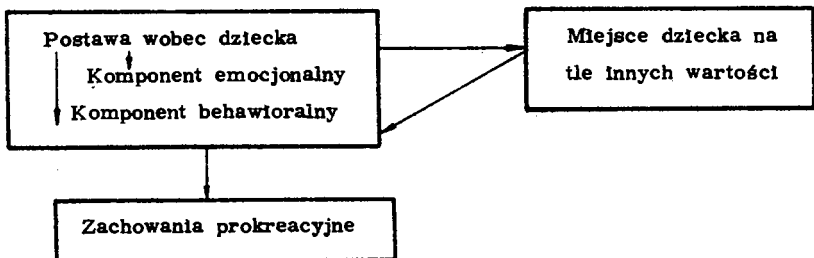 Postawa wobec dziecka
Komponent emocjonalny
Komponent behawioralny
Miejsce dziecka na
tle innych wartości
Zachowania prokreacyjne